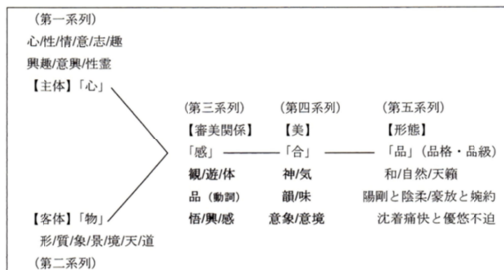 （第一系列）
心/性/情/意/志/趣
興趣/意興/性霊
【主体】「心」
（第三系列）　（第四系列）　（第五系列）
【審美関係】　【美】　【形態】
「感」　「合」　「品」（品格・品級）
観/遊/体　神/気　和/自然/天籟
品（動詞）　韻/味　陽剛と陰柔/豪放と婉約
悟/興/感　意象/意境　沈着痛快と優悠不迫
【客体】「物」
形/質/象/景/境/天/道
（第二系列）